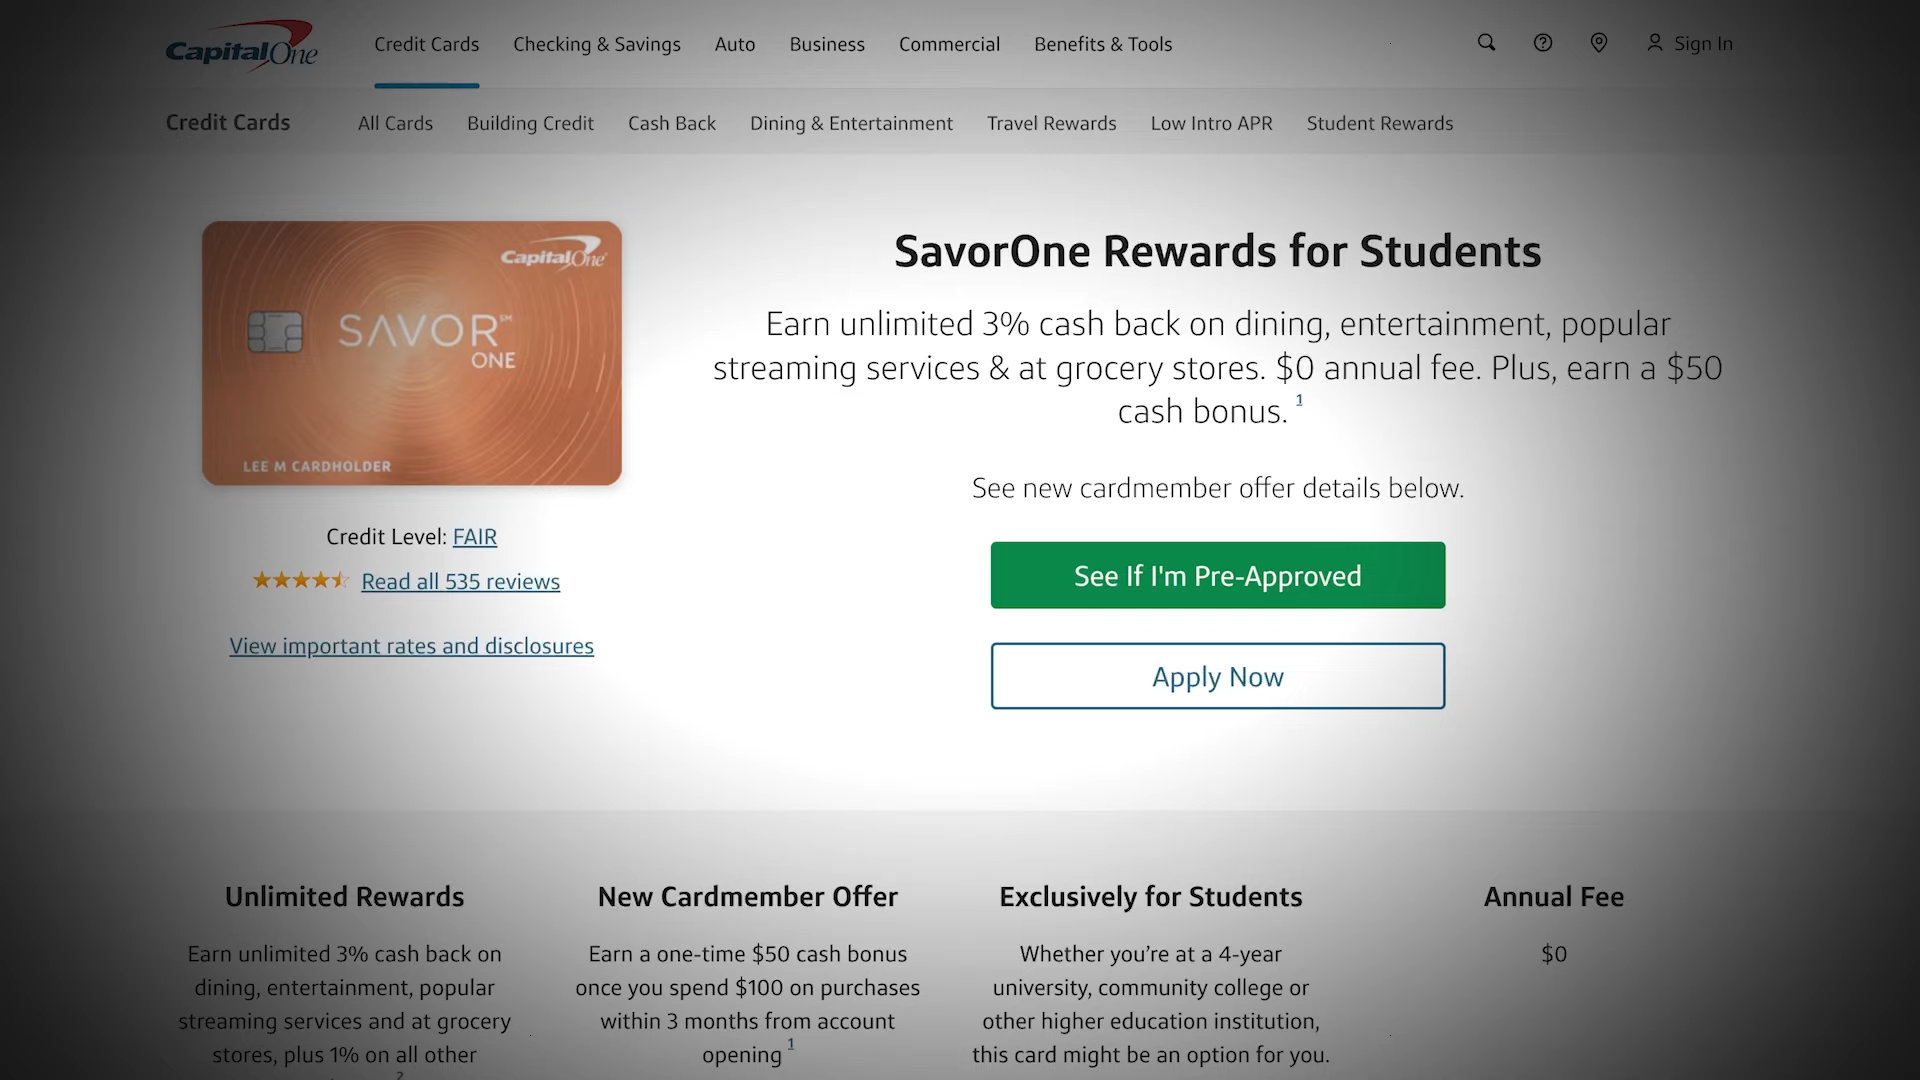 CapitalOne
Credit Cards
Checking & Savings
Auto
Business
Commercial
Benefits & Tools
Sign In
Credit Cards
All Cards
Building Credit
Cash Back
Dining & Entertainment
Travel Rewards
Low Intro APR
Student Rewards
CapitalOne
SAVOR℠
ONE
LEE M CARDHOLDER
Credit Level: FAIR
Read all 535 reviews
View important rates and disclosures
SavorOne Rewards for Students
Earn unlimited 3% cash back on dining, entertainment, popular
streaming services & at grocery stores. $0 annual fee. Plus, earn a $50
cash bonus. 1
See new cardmember offer details below.
See If I'm Pre-Approved
Apply Now
Unlimited Rewards
Earn unlimited 3% cash back on
dining, entertainment, popular
streaming services and at grocery
stores, plus 1% on all other
2
New Cardmember Offer
Earn a one-time $50 cash bonus
once you spend $100 on purchases
within 3 months from account
opening 1
Exclusively for Students
Whether you’re at a 4-year
university, community college or
other higher education institution,
this card might be an option for you.
Annual Fee
$0